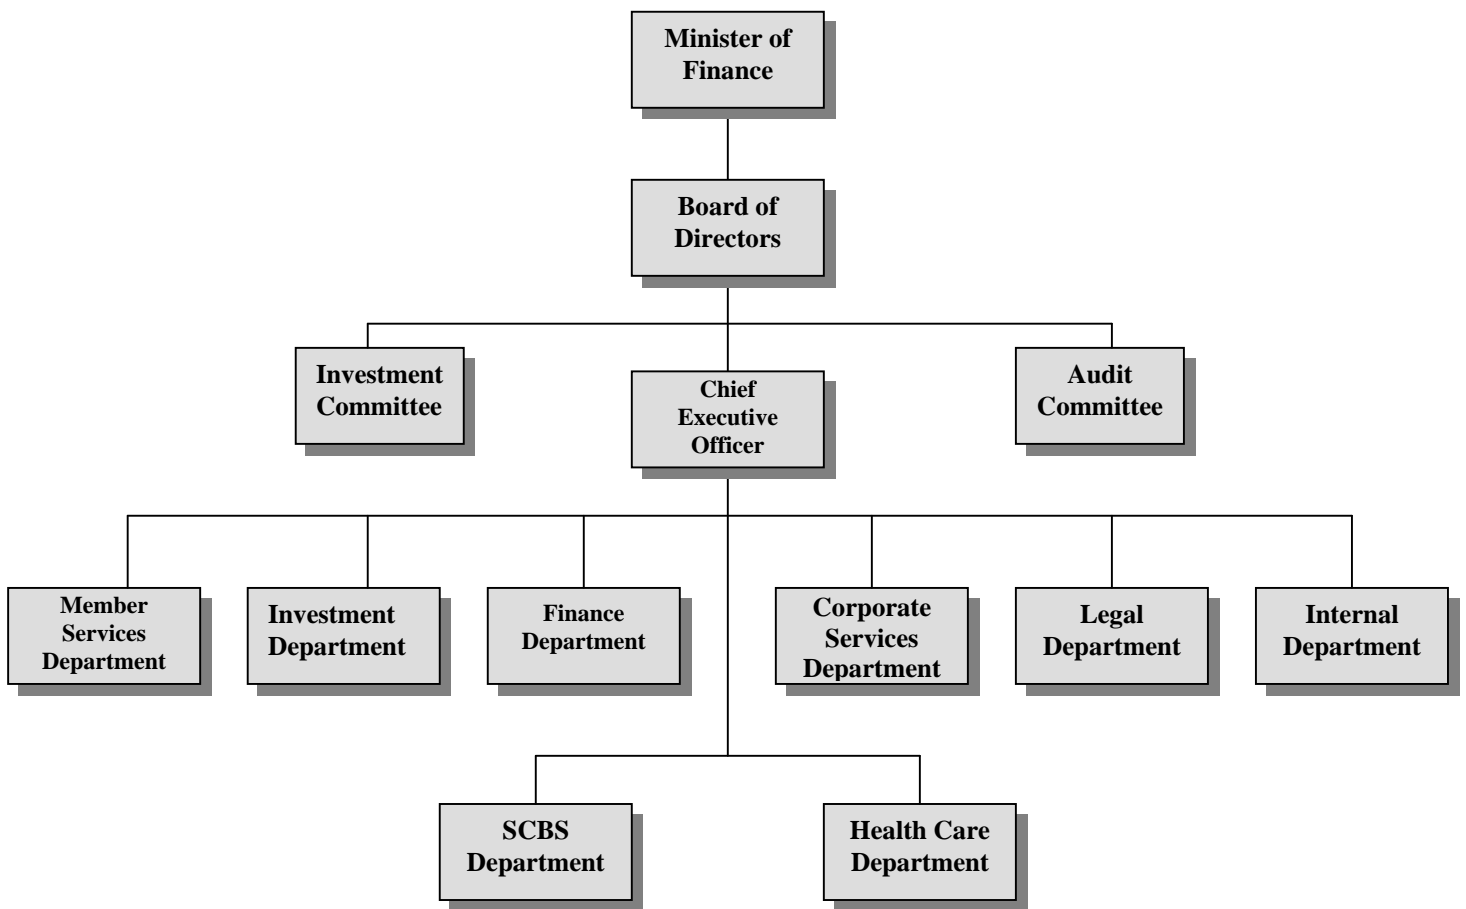 Minister of
Finance
Board of
Directors
Investment
Committee
Chief
Executive
Officer
Audit
Committee
Member
Services
Department
Investment
Department
Finance
Department
Corporate
Services
Department
Legal
Department
Internal
Department
SCBS
Department
Health Care
Department